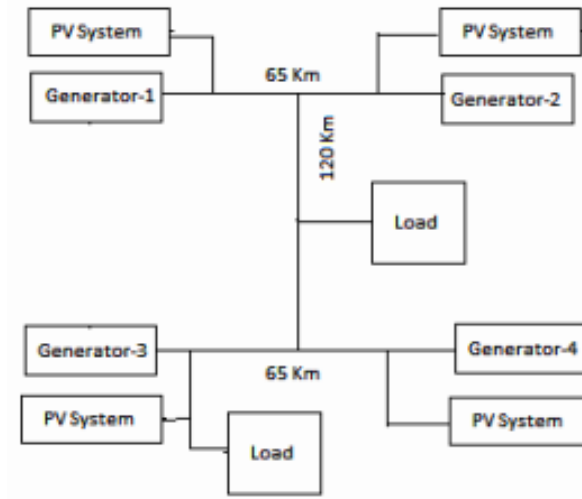 PV System
PV System
65 Km
Generator-1
Generator-2
120 Km
Load
Generator-3
Generator-4
65 Km
PV System
PV System
Load